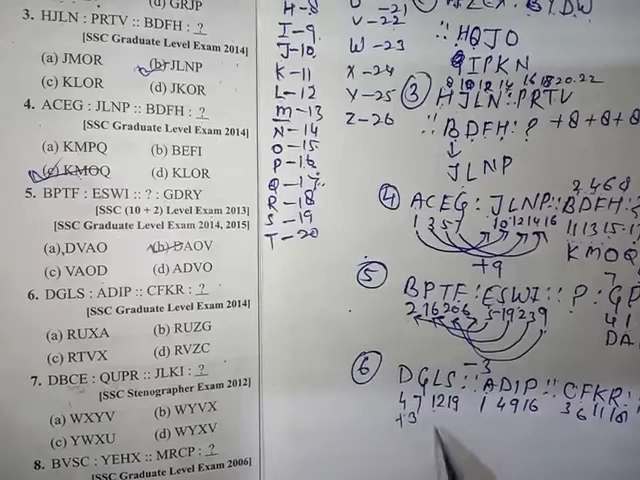 (d) GRJP
3. HJLN : PRTV :: BDFH : ?
[SSC Graduate Level Exam 2014]
(a) JMOR (b) JLNP
(c) KLOR (d) JKOR
4. ACEG : JLNP :: BDFH : ?
[SSC Graduate Level Exam 2014]
(a) KMPQ (b) BEFI
(c) KMOQ (d) KLOR
5. BPTF : ESWI :: ? : GDRY
[SSC (10 + 2) Level Exam 2013]
[SSC Graduate Level Exam 2014, 2015]
(a) DVAO (b) DAOV
(c) VAOD (d) ADVO
6. DGLS : ADIP :: CFKR : ?
[SSC Graduate Level Exam 2014]
(a) RUXA (b) RUZG
(c) RTVX (d) RVZC
7. DBCE : QUPR :: JLKI : ?
[SSC Stenographer Exam 2012]
(a) WXYV (b) WYVX
(c) YWXU (d) WYXV
8. BVSC : YEHX :: MRCP : ?
[SSC Graduate Level Exam 2006]
H-8
I-9
J-10
K-11
L-12
M-13
N-14
O-15
P-16
Q-17
R-18
S-19
T-20
U-21
V-22
W-23
X-24
Y-25
Z-26
:: HQJO
IPKN
8 10 12 14 16 18 20 22
3 HJLN : PRTV
:: BDFH : ? +8+8+8
JLNP
4 ACEG : JLNP :: BDFH :
2 4 6 8
1 3 5 7 10 12 14 16
11 13 15
KMOQ
+9
5 BPTF : ESWI :: ? : G
2 16 20 6 5 19 23 9
7
4 1
DA
-3
6 DGLS :: ADIP :: CFKR :
4 7 12 19 1 4 9 16 3 6 11 18
+3